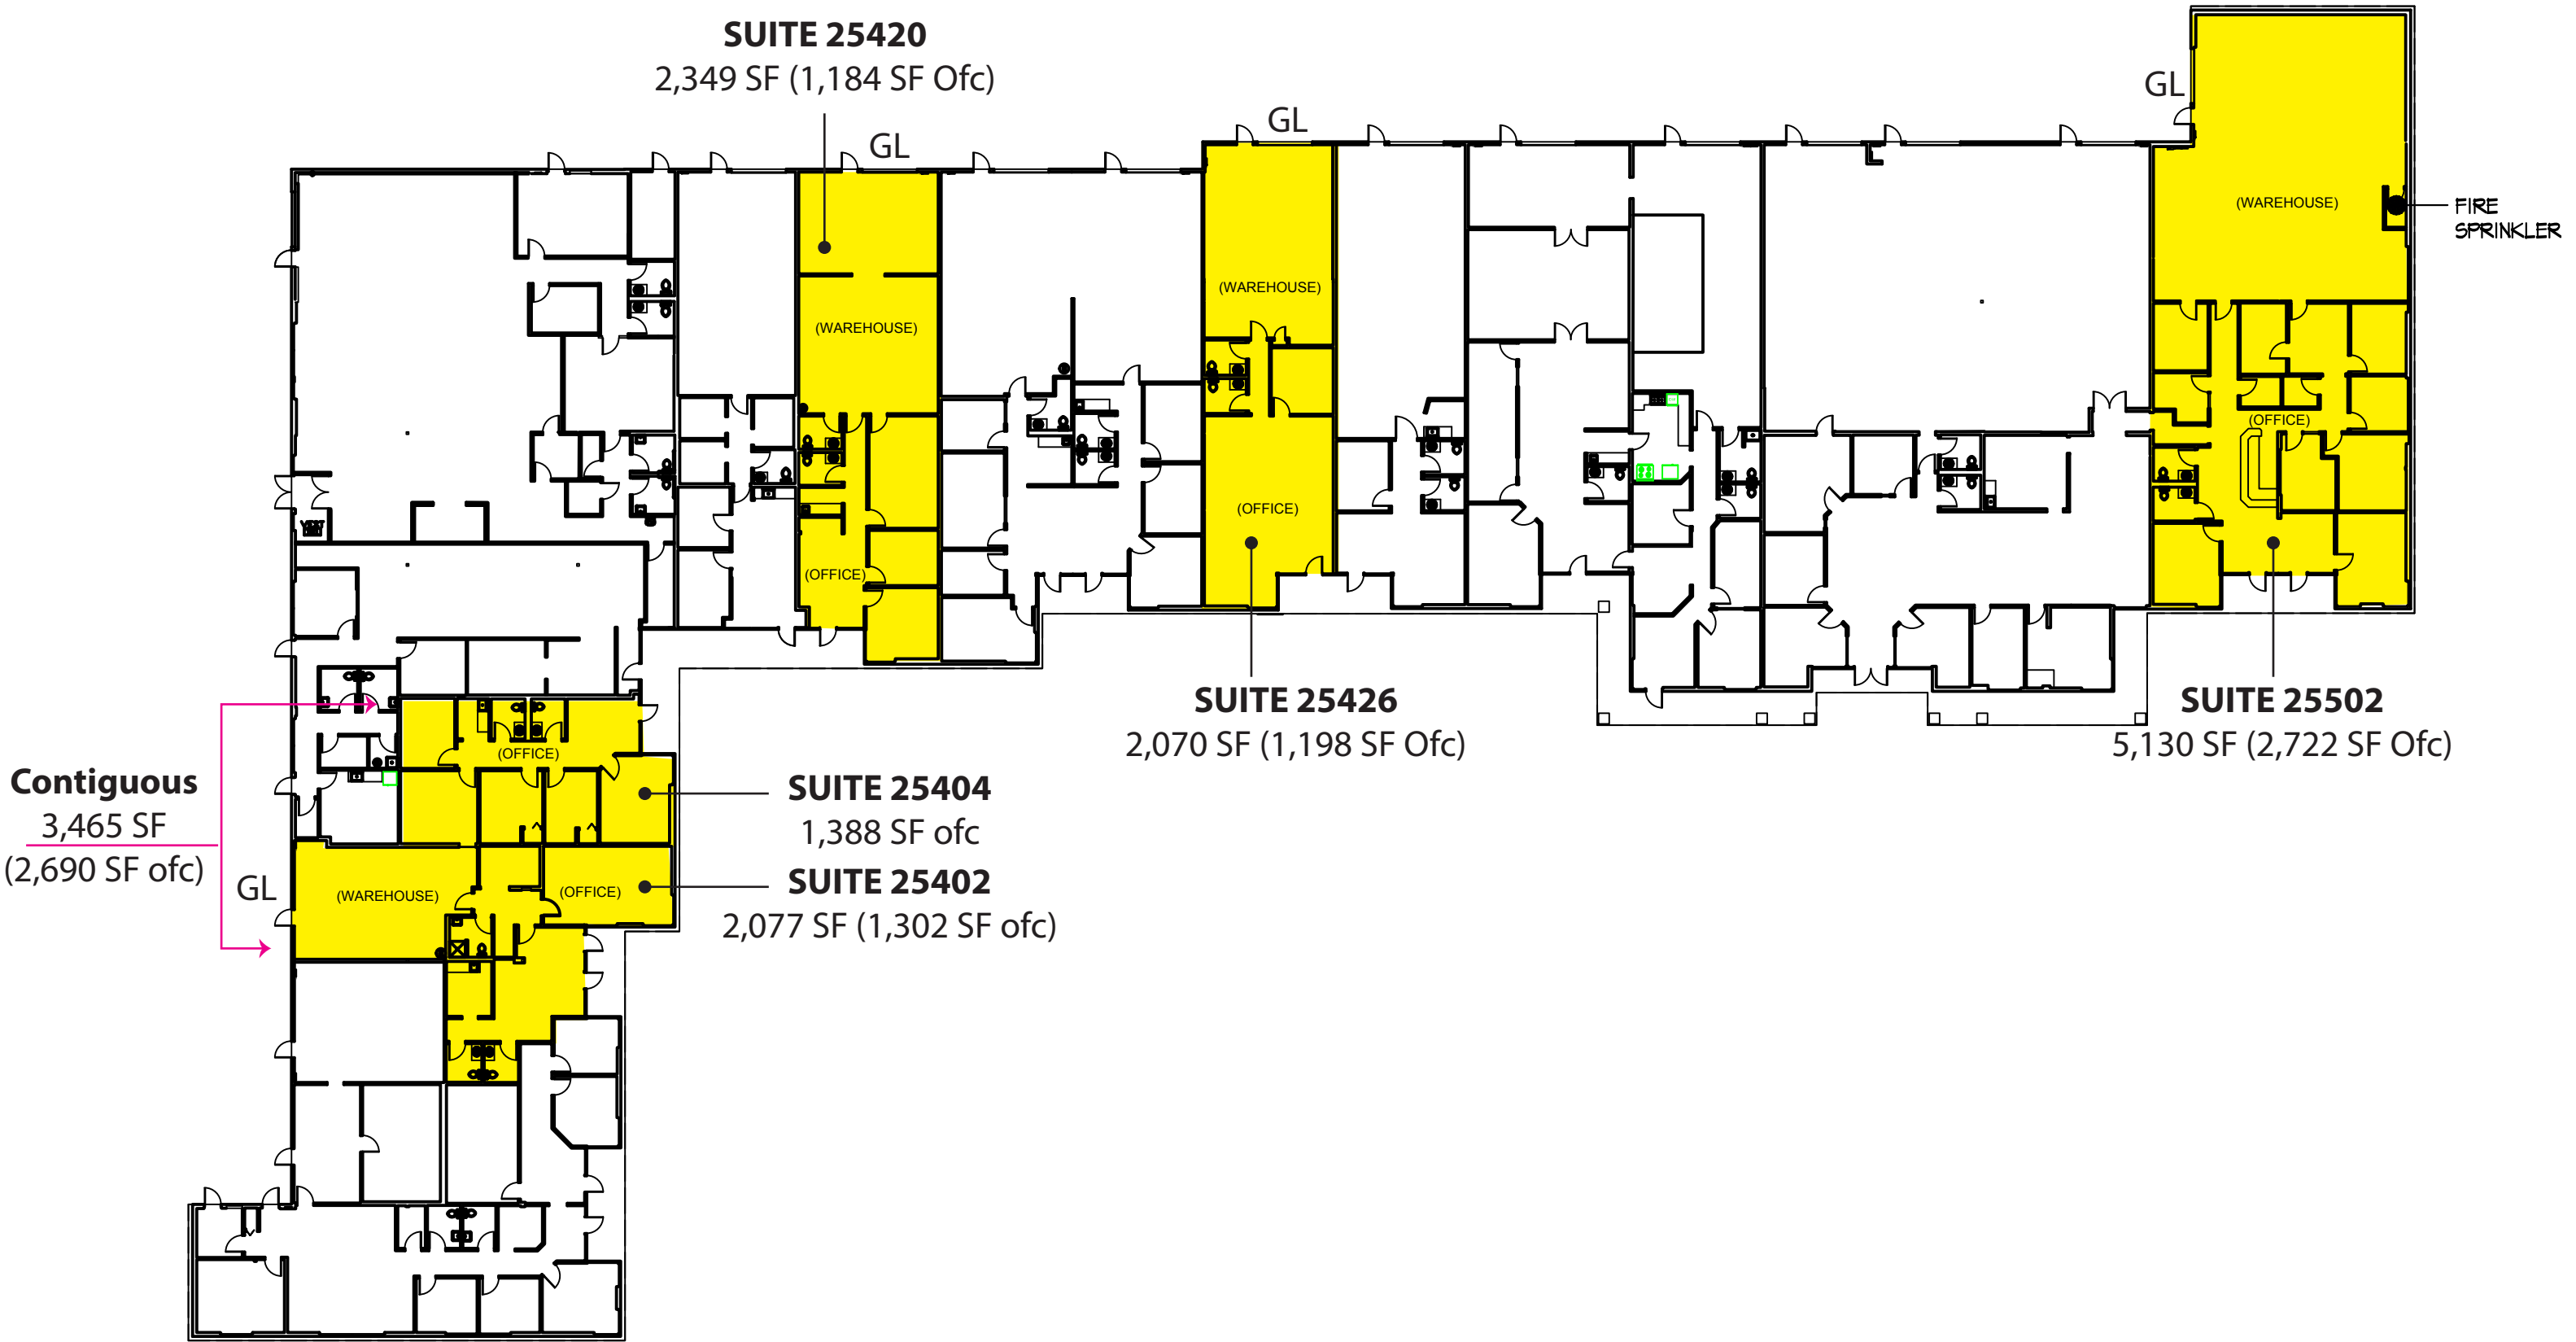 SUITE 25420
2,349 SF (1,184 SF Ofc)
GL
GL
GL
(WAREHOUSE)
FIRE
SPRINKLER
(WAREHOUSE)
(WAREHOUSE)
(OFFICE)
(OFFICE)
(OFFICE)
SUITE 25426
2,070 SF (1,198 SF Ofc)
SUITE 25502
5,130 SF (2,722 SF Ofc)
(OFFICE)
Contiguous
3,465 SF
(2,690 SF ofc)
SUITE 25404
1,388 SF ofc
GL
(WAREHOUSE)
(OFFICE)
SUITE 25402
2,077 SF (1,302 SF ofc)